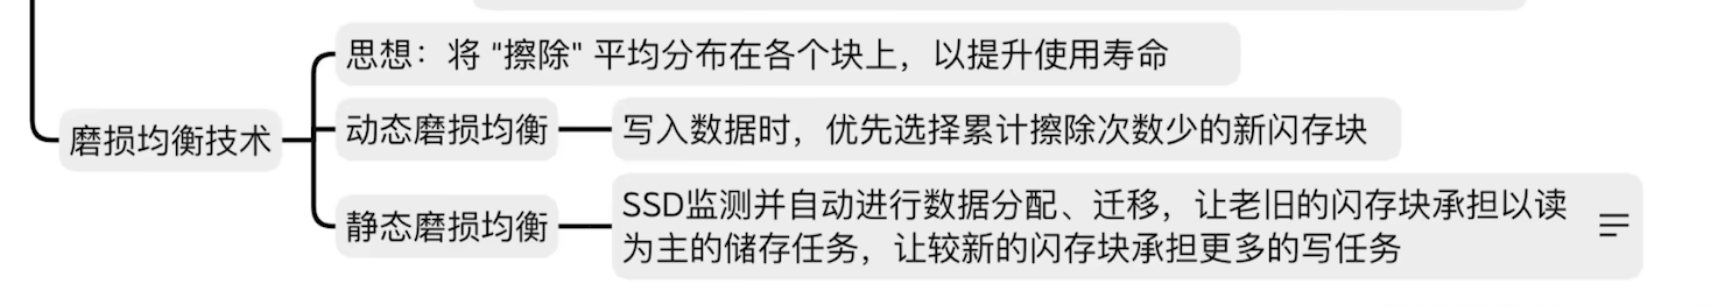 思想：将 "擦除" 平均分布在各个块上，以提升使用寿命
磨损均衡技术
动态磨损均衡
写入数据时，优先选择累计擦除次数少的新闪存块
静态磨损均衡
SSD监测并自动进行数据分配、迁移，让老旧的闪存块承担以读
为主的储存任务，让较新的闪存块承担更多的写任务